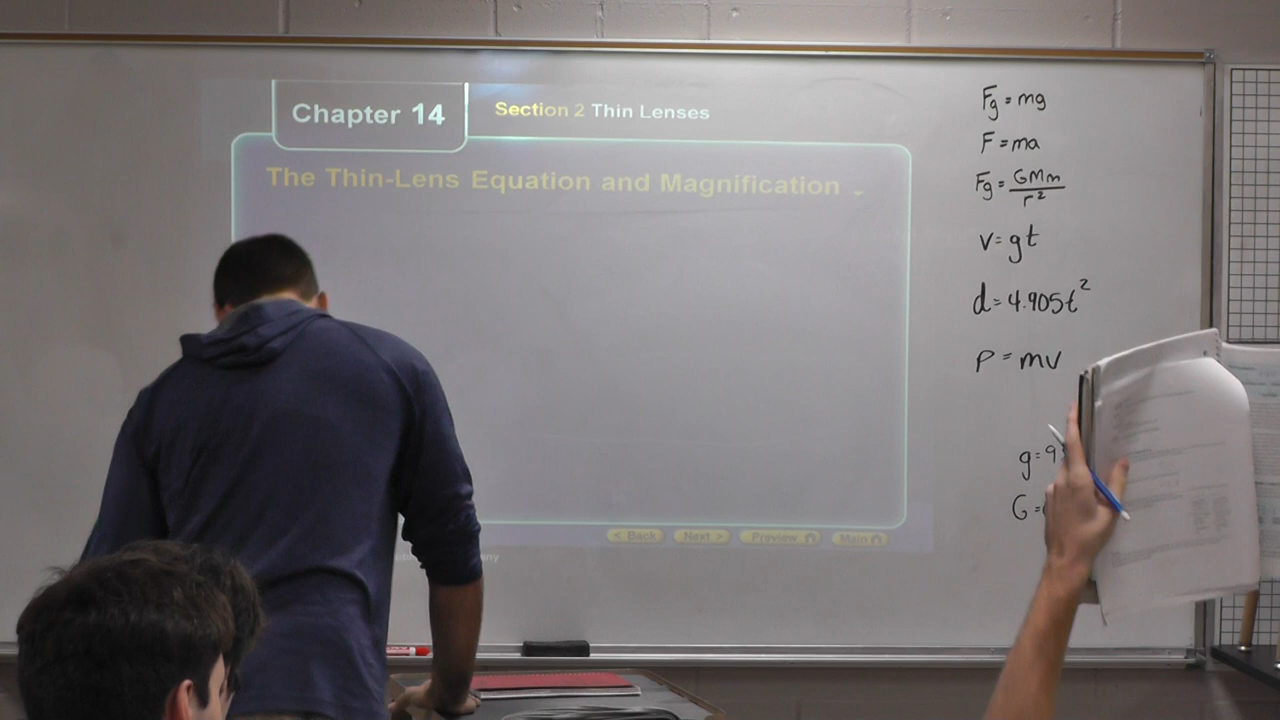 Chapter 14
Section 2 Thin Lenses
The Thin-Lens Equation and Magnification
Fg = mg
F = ma
Fg = GMm/r²
v = gt
d = 4.905t²
P = mv
g = 9
G =
< Back
Next >
Preview
Main